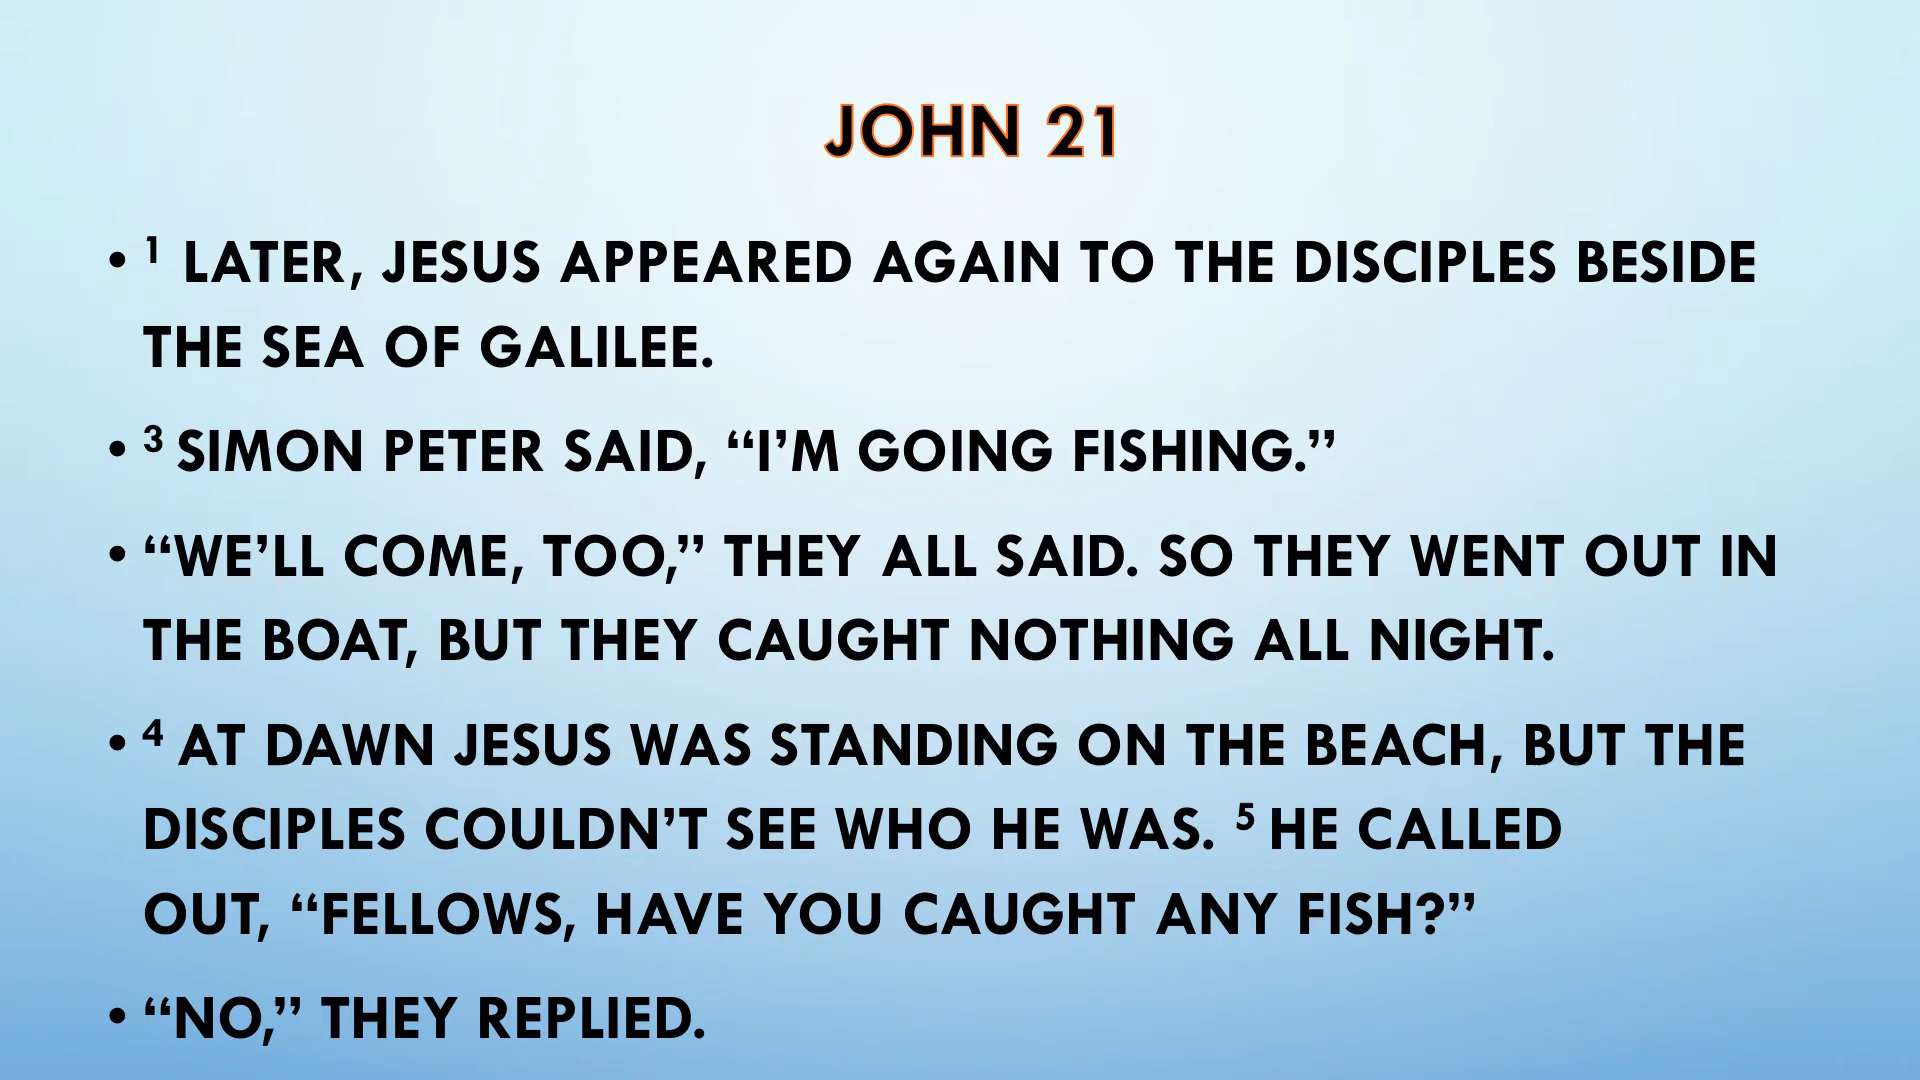 JOHN 21
• ¹ LATER, JESUS APPEARED AGAIN TO THE DISCIPLES BESIDE
THE SEA OF GALILEE.
• ³ SIMON PETER SAID, “I’M GOING FISHING.”
• “WE’LL COME, TOO,” THEY ALL SAID. SO THEY WENT OUT IN
THE BOAT, BUT THEY CAUGHT NOTHING ALL NIGHT.
• ⁴ AT DAWN JESUS WAS STANDING ON THE BEACH, BUT THE
DISCIPLES COULDN’T SEE WHO HE WAS. ⁵ HE CALLED
OUT, “FELLOWS, HAVE YOU CAUGHT ANY FISH?”
• “NO,” THEY REPLIED.